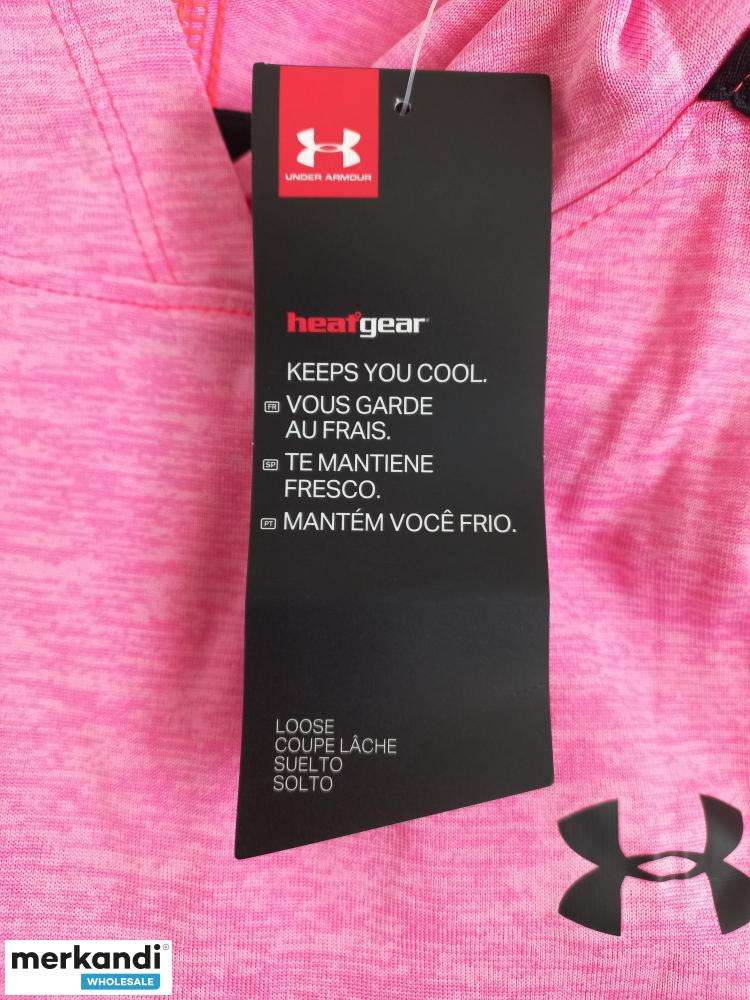 UNDER ARMOUR
heatgear
KEEPS YOU COOL.
FR VOUS GARDE
AU FRAIS.
SP TE MANTIENE
FRESCO.
PT MANTÉM VOCÊ FRIO.
LOOSE
COUPE LÂCHE
SUELTO
SOLTO
merkandi®
WHOLESALE